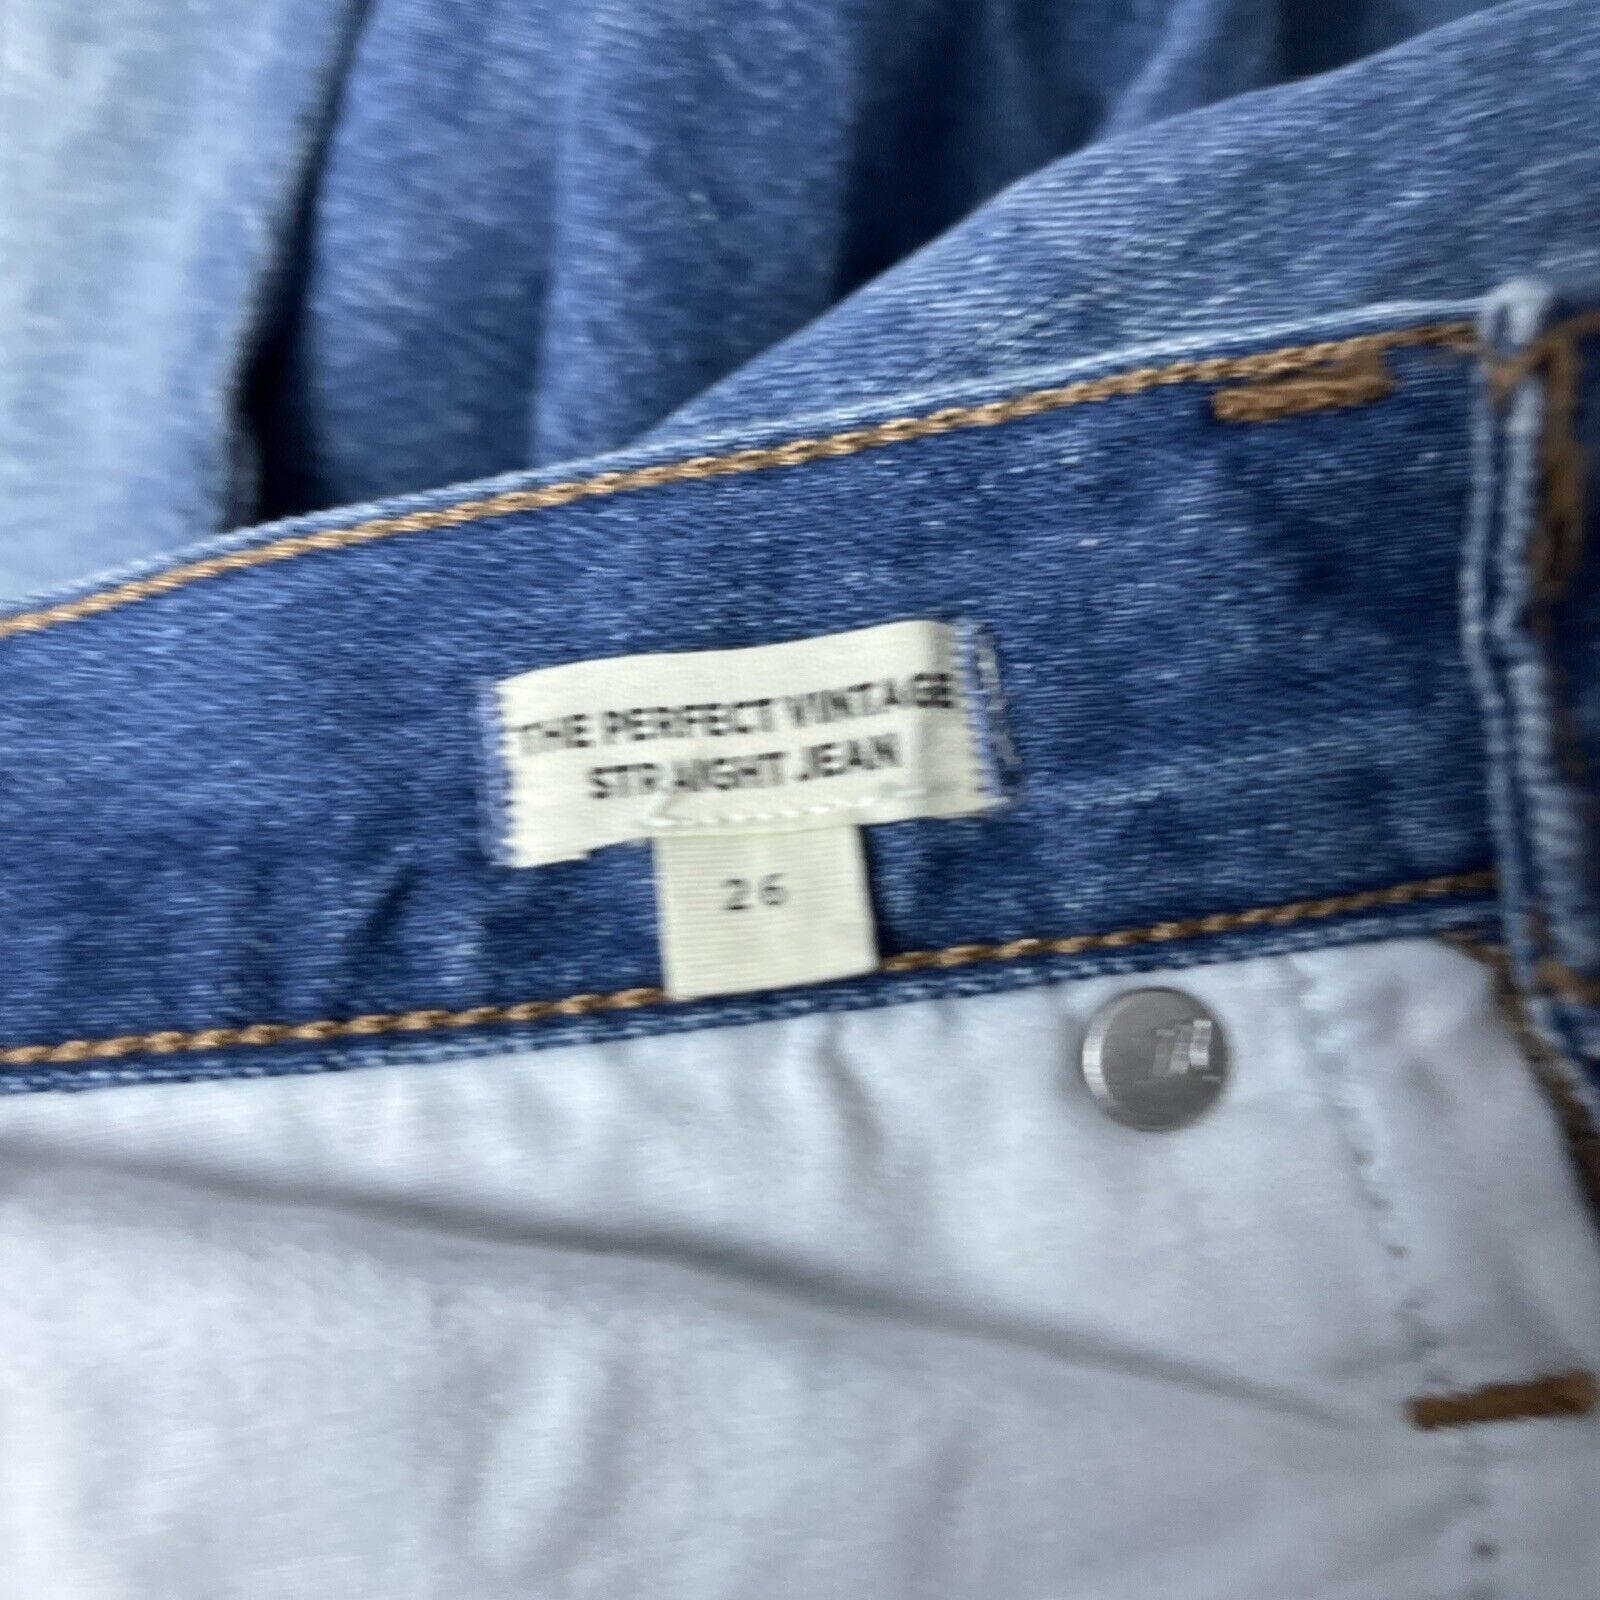 THE PERFECT VINTAGE
STRAIGHT JEAN
26